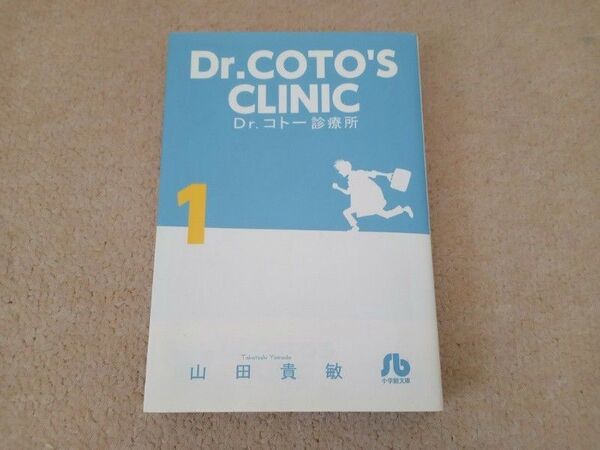 Dr.COTO'S
CLINIC
Dr.コトー診療所
1
Takatoshi Yamada
山田貴敏
sb
小学館文庫